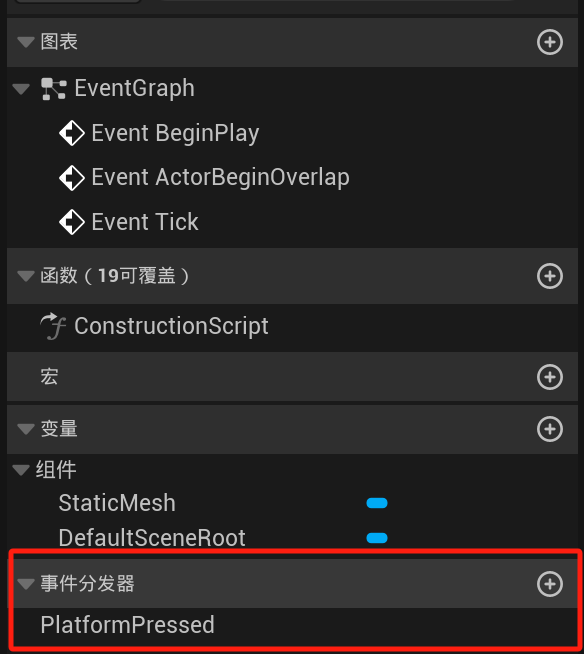 图表
EventGraph
Event BeginPlay
Event ActorBeginOverlap
Event Tick
函数（19可覆盖）
ConstructionScript
宏
变量
组件
StaticMesh
DefaultSceneRoot
事件分发器
PlatformPressed